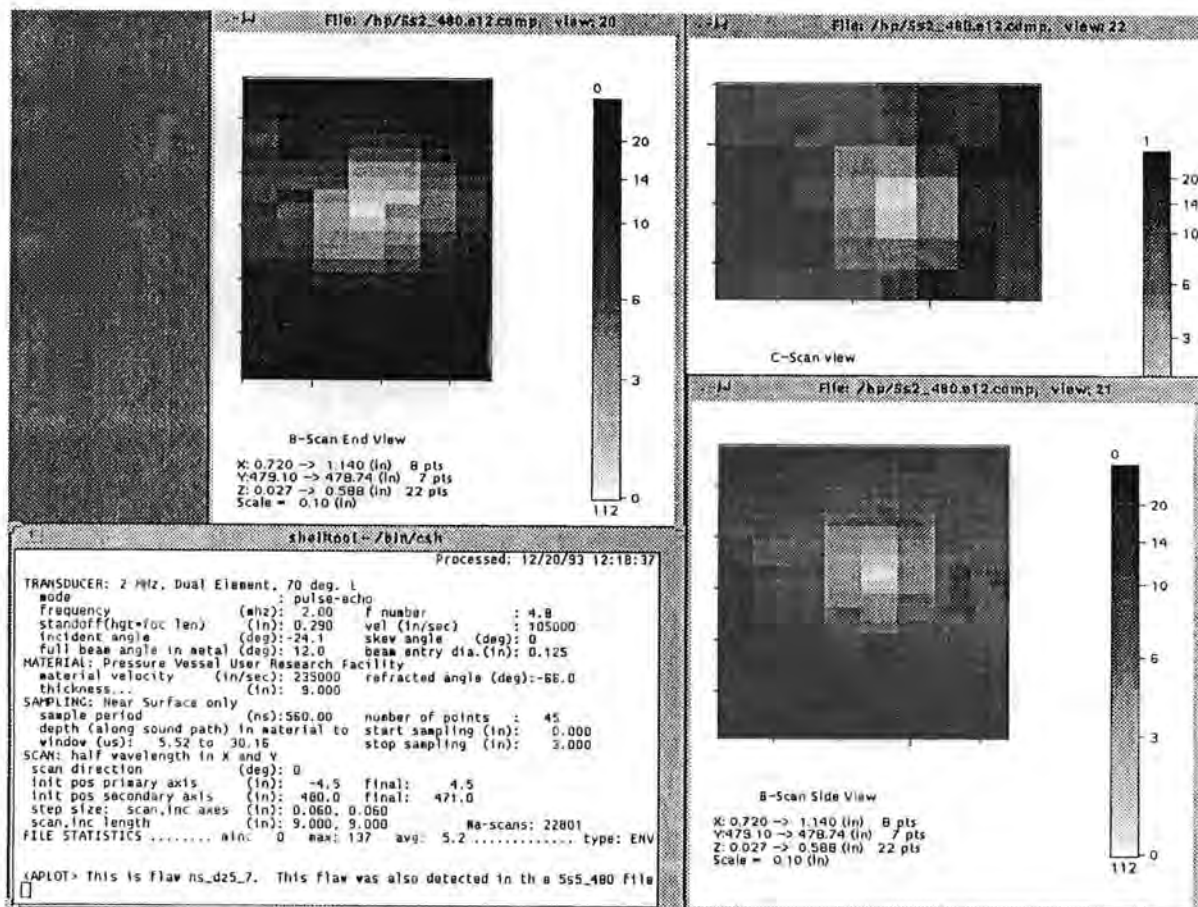 File: /hp/5s2_480.e12.comp, view; 20
0
20
14
10
6
3
0
112
B-Scan End View
X: 0.720 -> 1.140 (in) 8 pts
Y:479.10 -> 478.74 (in) 7 pts
Z: 0.027 -> 0.588 (in) 22 pts
Scale = 0.10 (in)
File: /hp/5s2_480.e12.comp, view; 22
1
20
14
10
6
3
C-Scan view
File: /hp/5s2_480.e12.comp, view; 21
0
20
14
10
6
3
0
112
B-Scan Side View
X: 0.720 -> 1.140 (in) 8 pts
Y:479.10 -> 478.74 (in) 7 pts
Z: 0.027 -> 0.588 (in) 22 pts
Scale = 0.10 (in)
shelltool - /bin/csh
Processed: 12/20/93 12:18:37
TRANSDUCER: 2 MHz, Dual Element, 70 deg. L
mode : pulse-echo
frequency (mhz): 2.00 f number : 4.8
standoff(hgt+foc len) (in): 0.290 vel (in/sec) : 105000
incident angle (deg):-24.1 skew angle (deg): 0
full beam angle in metal (deg): 12.0 beam entry dia.(in): 0.125
MATERIAL: Pressure Vessel User Research Facility
material velocity (in/sec): 235000 refracted angle (deg):-66.0
thickness... (in): 9.000
SAMPLING: Near Surface only
sample period (ns):560.00 number of points : 45
depth (along sound path) in material to start sampling (in): 0.000
window (us): 5.52 to 30.16 stop sampling (in): 3.000
SCAN: half wavelength in X and Y
scan direction (deg): 0
init pos primary axis (in): -4.5 final: 4.5
init pos secondary axis (in): 480.0 final: 471.0
step size: scan,inc axes (in): 0.060, 0.060
scan,inc length (in): 9.000, 9.000 Na-scans: 22801
FILE STATISTICS ........ min: 0 max: 137 avg: 5.2 ............. type: ENV
<APLOT> This is flaw ns_dz5_7. This flaw was also detected in th e 5s5_480 file